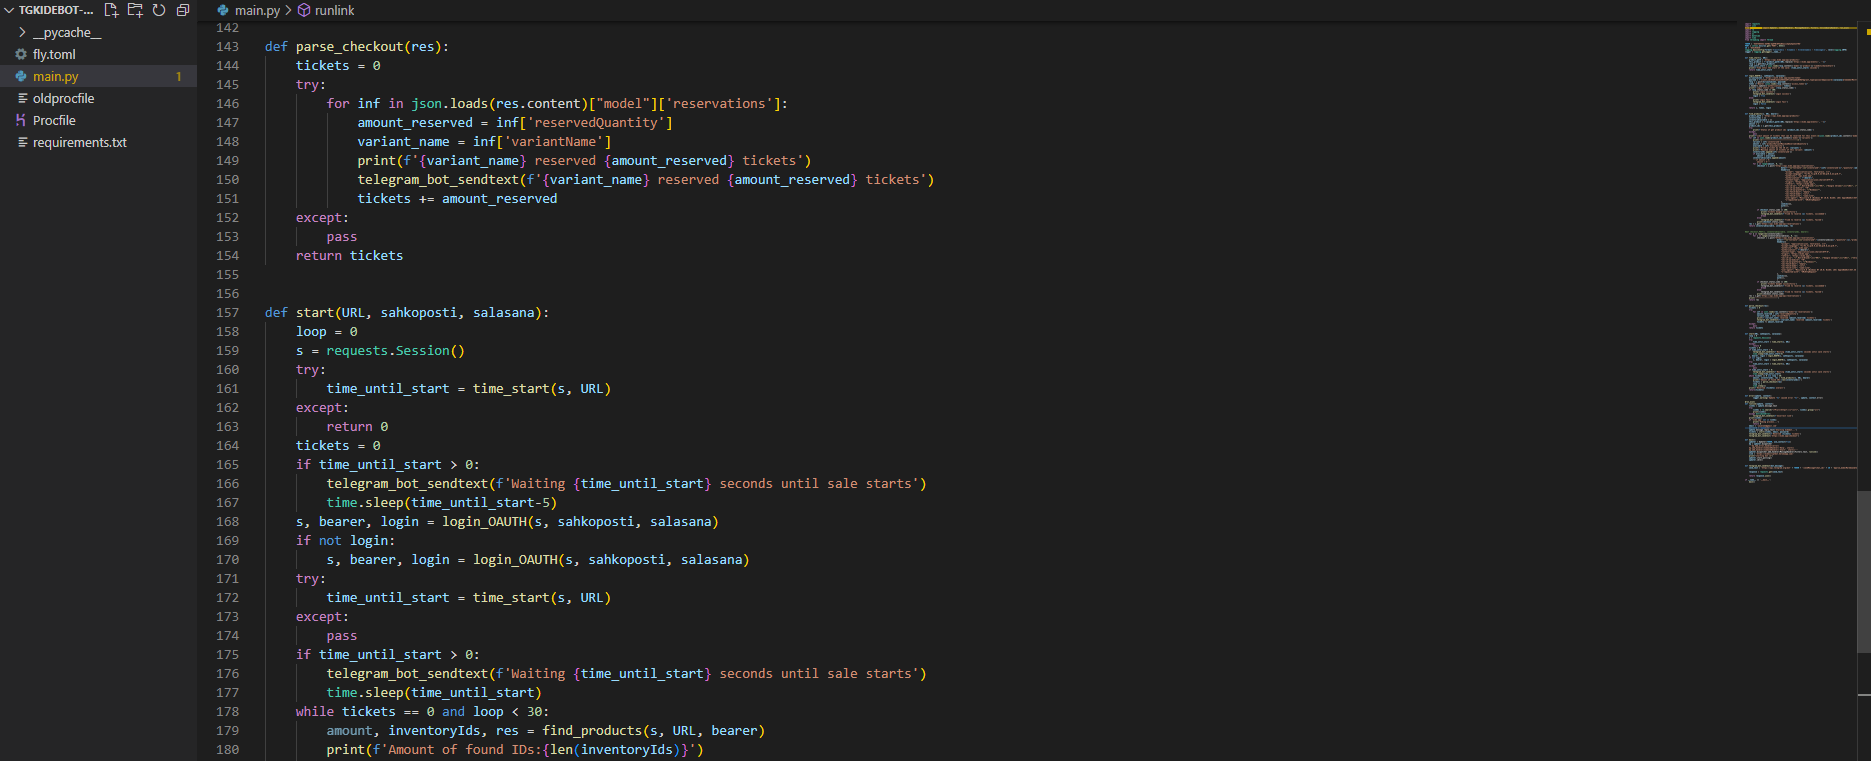 TGKIDEBOT-...
__pycache__
fly.toml
main.py 1
oldprocfile
Procfile
requirements.txt
main.py > runlink
142
143 def parse_checkout(res):
144 tickets = 0
145 try:
146 for inf in json.loads(res.content)["model"]['reservations']:
147 amount_reserved = inf['reservedQuantity']
148 variant_name = inf['variantName']
149 print(f'{variant_name} reserved {amount_reserved} tickets')
150 telegram_bot_sendtext(f'{variant_name} reserved {amount_reserved} tickets')
151 tickets += amount_reserved
152 except:
153 pass
154 return tickets
155
156
157 def start(URL, sahkoposti, salasana):
158 loop = 0
159 s = requests.Session()
160 try:
161 time_until_start = time_start(s, URL)
162 except:
163 return 0
164 tickets = 0
165 if time_until_start > 0:
166 telegram_bot_sendtext(f'Waiting {time_until_start} seconds until sale starts')
167 time.sleep(time_until_start-5)
168 s, bearer, login = login_OAUTH(s, sahkoposti, salasana)
169 if not login:
170 s, bearer, login = login_OAUTH(s, sahkoposti, salasana)
171 try:
172 time_until_start = time_start(s, URL)
173 except:
174 pass
175 if time_until_start > 0:
176 telegram_bot_sendtext(f'Waiting {time_until_start} seconds until sale starts')
177 time.sleep(time_until_start)
178 while tickets == 0 and loop < 30:
179 amount, inventoryIds, res = find_products(s, URL, bearer)
180 print(f'Amount of found IDs:{len(inventoryIds)}')